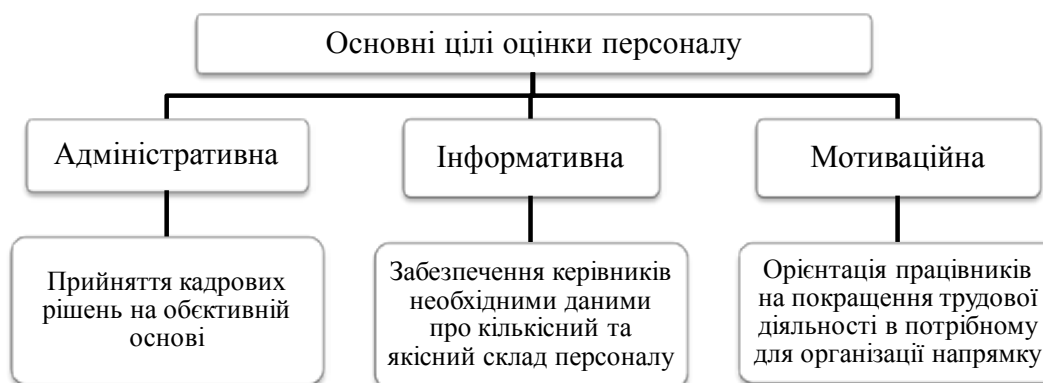 Основні цілі оцінки персоналу
Адміністративна
Інформативна
Мотиваційна
Прийняття кадрових
рішень на обєктивній
основі
Забезпечення керівників
необхідними даними
про кількісний та
якісний склад персоналу
Орієнтація працівників
на покращення трудової
діяльності в потрібному
для організації напрямку